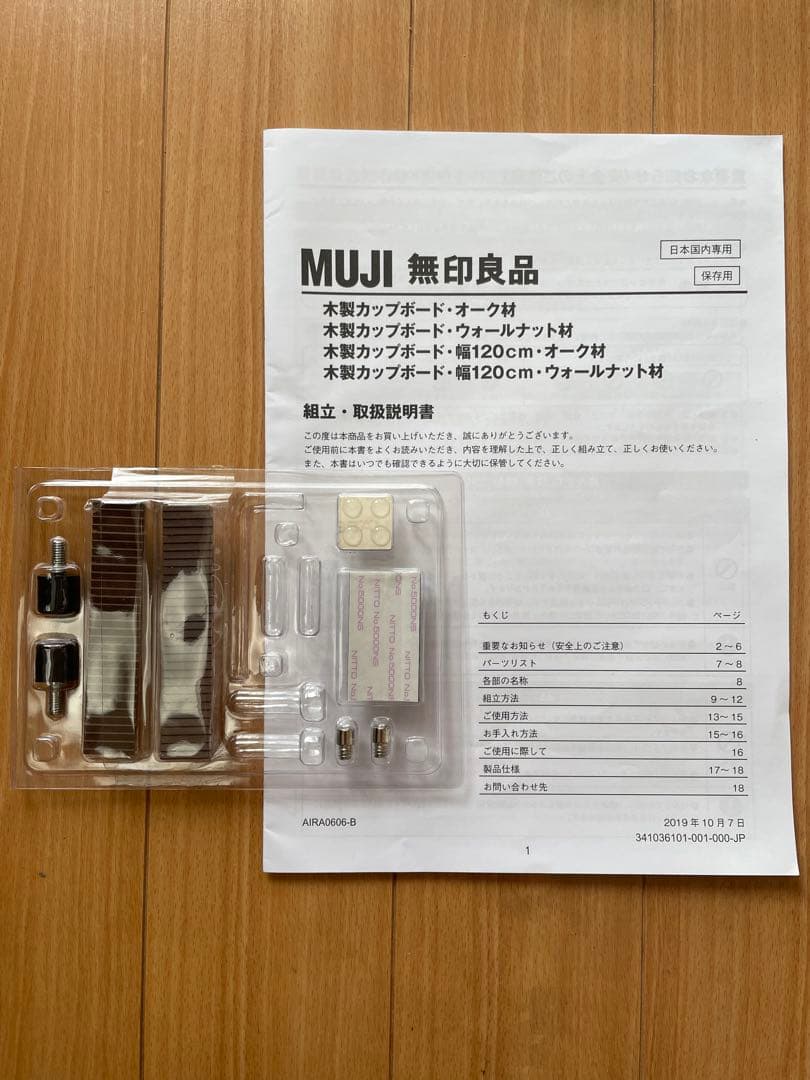 日本国内専用
MUJI 無印良品
保存用
木製カップボード・オーク材
木製カップボード・ウォールナット材
木製カップボード・幅120cm・オーク材
木製カップボード・幅120cm・ウォールナット材
組立・取扱説明書
この度は本商品をお買い上げいただき、誠にありがとうございます。
ご使用前に本書をよくお読みいただき、内容を理解した上で、正しく組み立て、正しくお使いください。
また、本書はいつでも確認できるように大切に保管してください。
もくじ ページ
重要なお知らせ（安全上のご注意） 2～6
パーツリスト 7～8
各部の名称 8
組立方法 9～12
ご使用方法 13～15
お手入れ方法 15～16
ご使用に際して 16
製品仕様 17～18
お問い合わせ先 18
AIRA0606-B
2019年10月7日
341036101-001-000-JP
1
NITTO No.5000NS
NITTO No.5000NS
NITTO No.5000NS